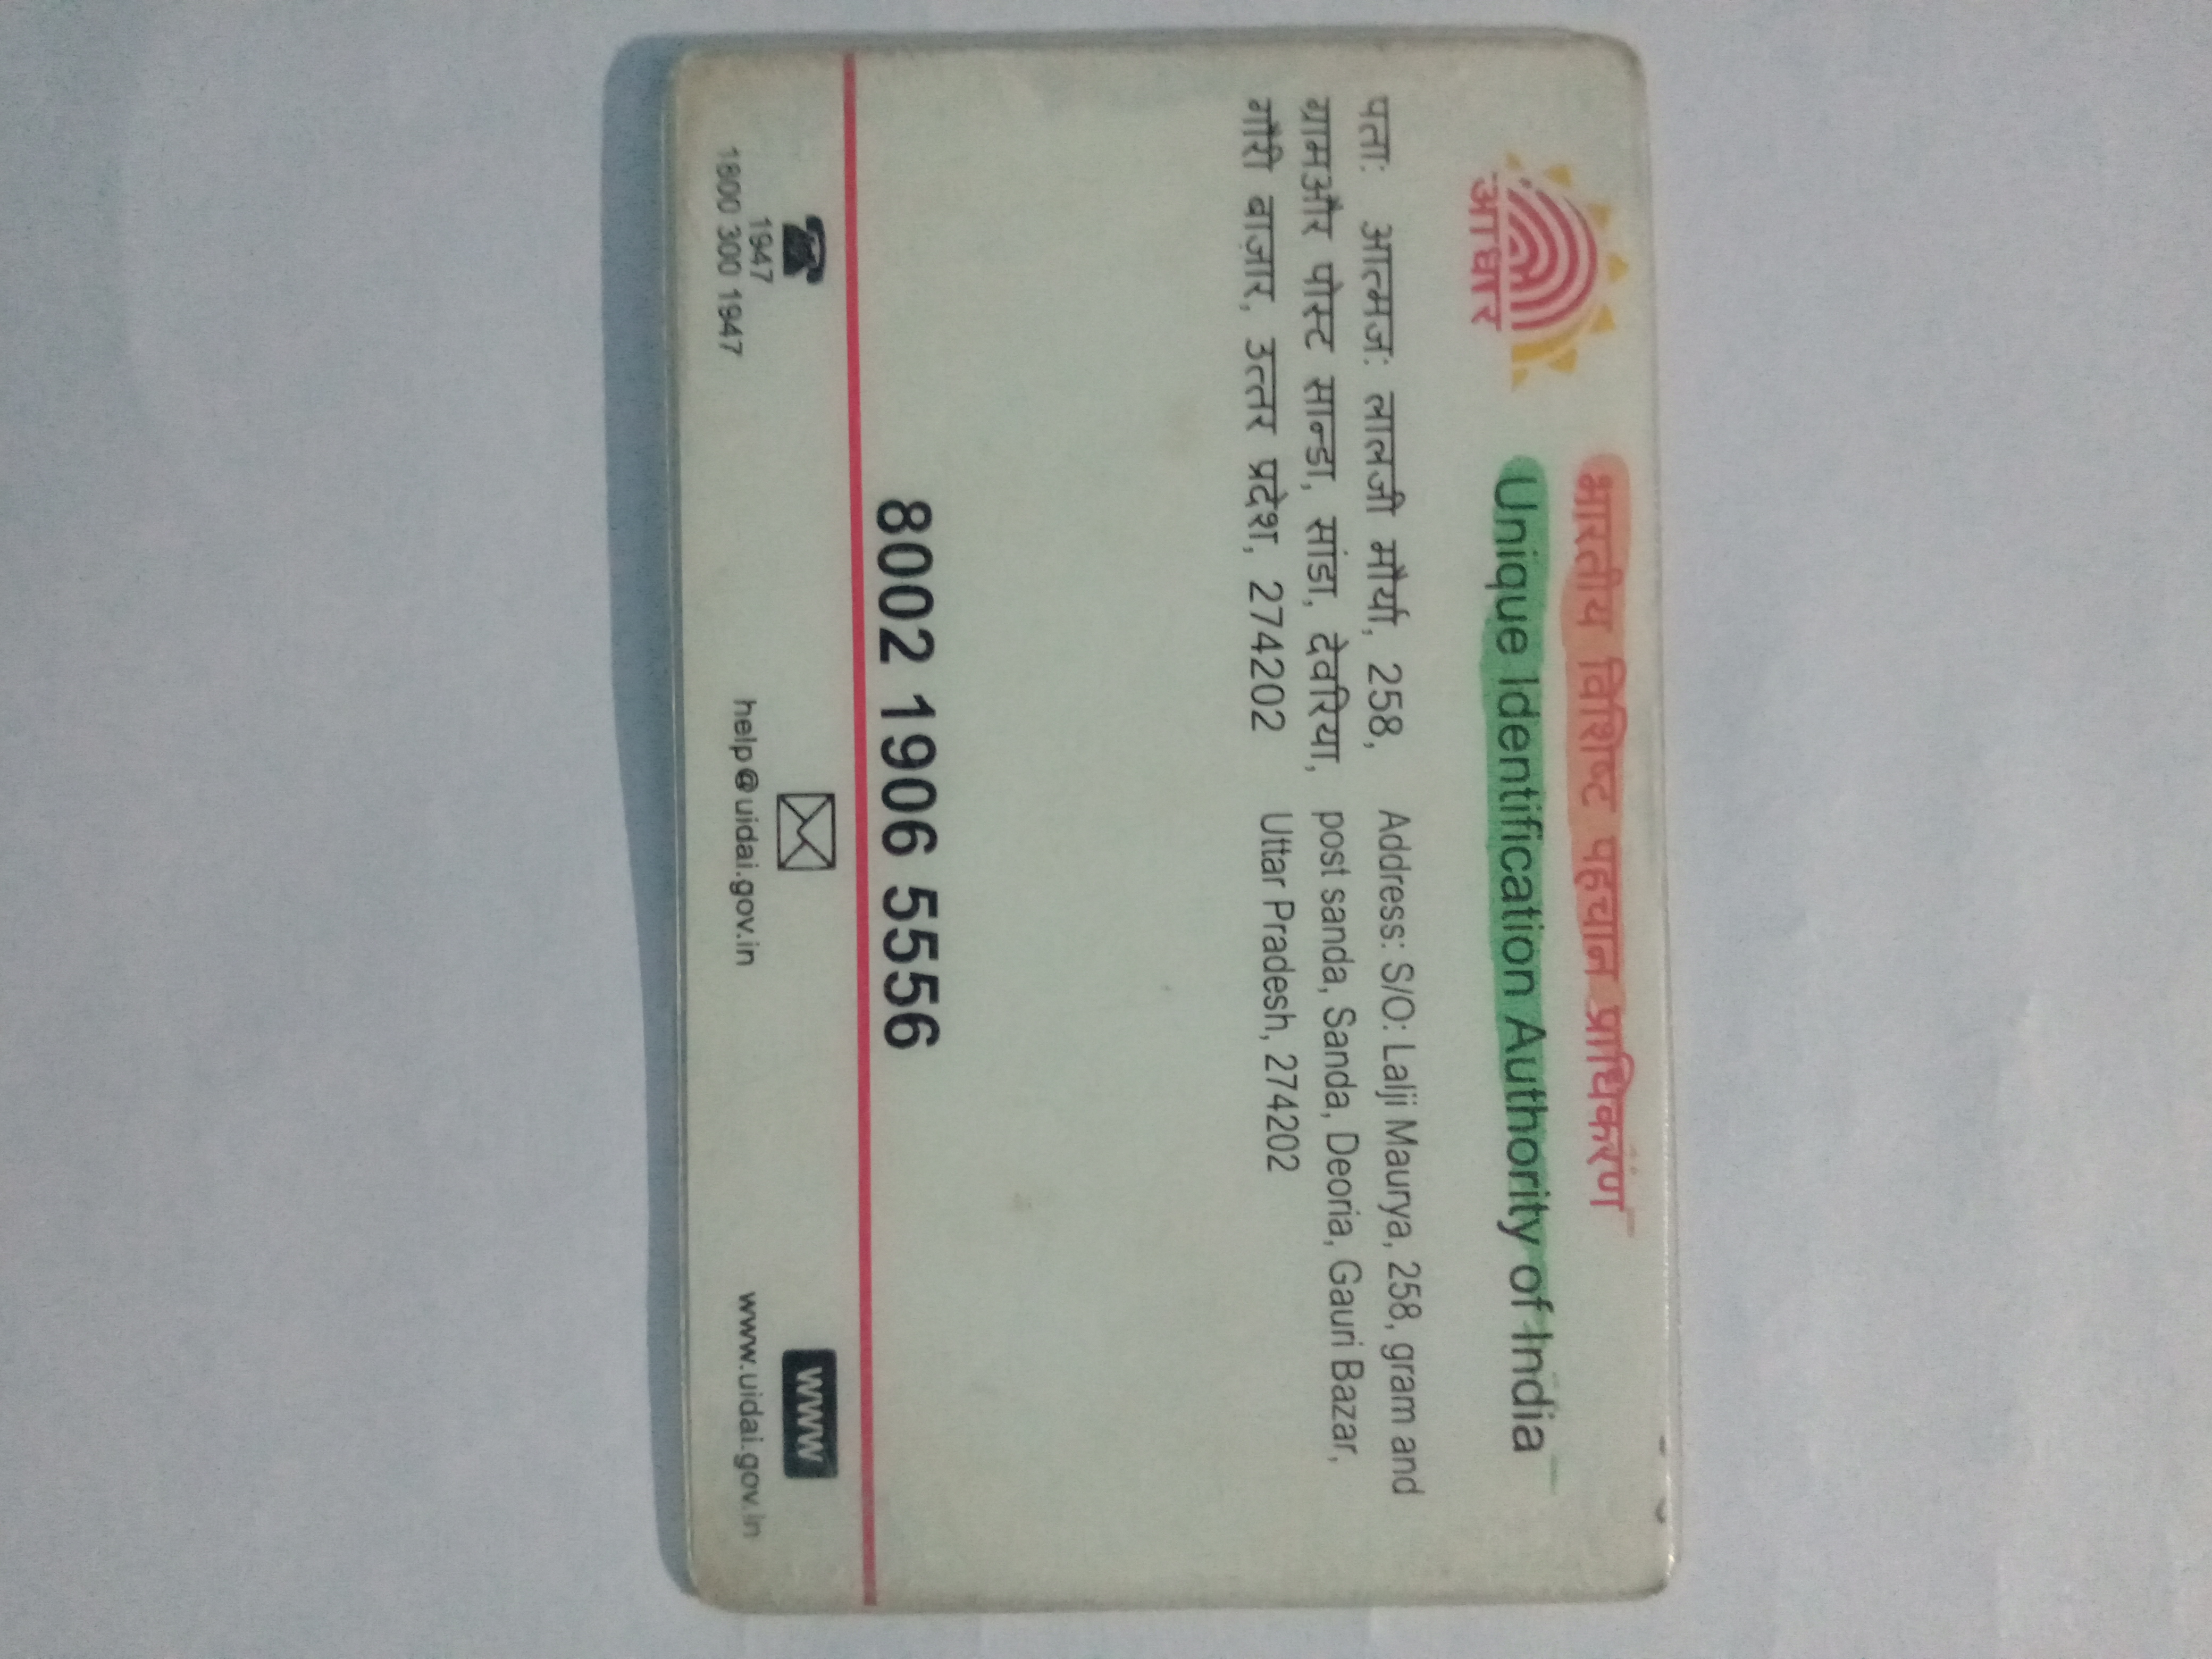 भारतीय विशिष्ट पहचान प्राधिकरण
Unique Identification Authority of India
आधार
पता: आत्मज: लालजी मौर्या, 258,
ग्रामऔर पोस्ट सान्डा, सांडा, देवरिया,
गौरी बाज़ार, उत्तर प्रदेश, 274202
Address: S/O: Lalji Maurya, 258, gram and
post sanda, Sanda, Deoria, Gauri Bazar,
Uttar Pradesh, 274202
8002 1906 5556
1947
1800 300 1947
help@uidai.gov.in
www
www.uidai.gov.in